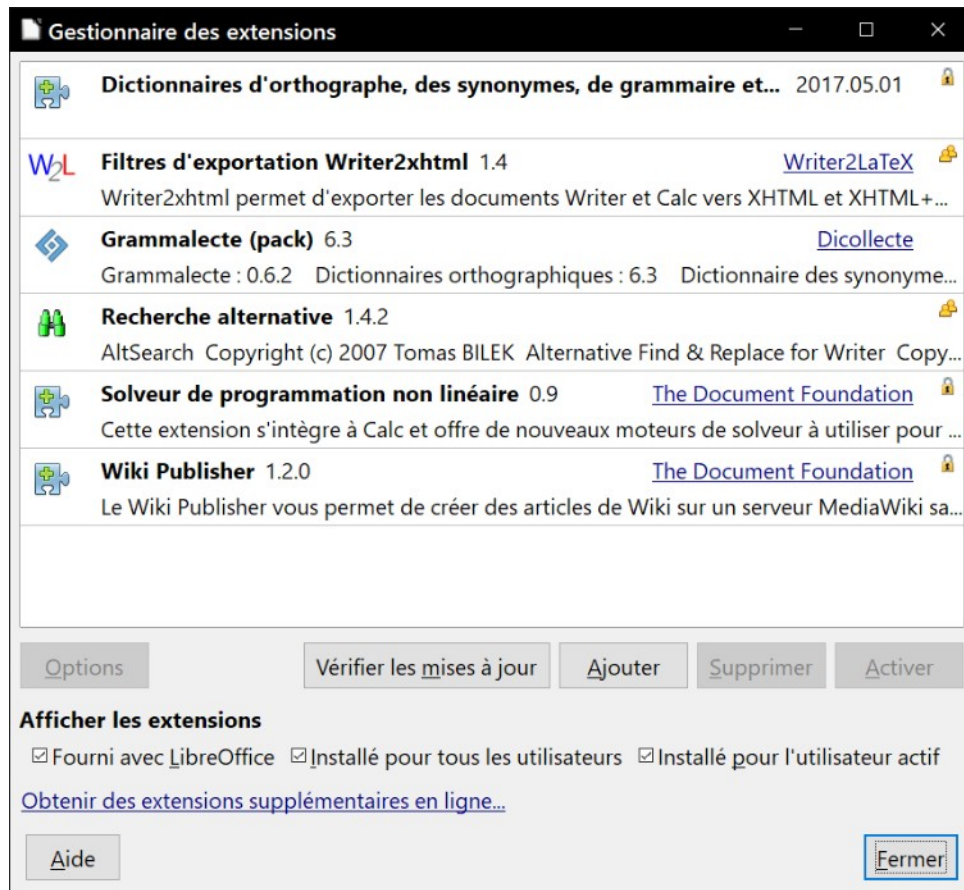 Gestionnaire des extensions
Dictionnaires d'orthographe, des synonymes, de grammaire et... 2017.05.01
W2L Filtres d'exportation Writer2xhtml 1.4 Writer2LaTeX
Writer2xhtml permet d'exporter les documents Writer et Calc vers XHTML et XHTML+...
Grammalecte (pack) 6.3 Dicollecte
Grammalecte : 0.6.2 Dictionnaires orthographiques : 6.3 Dictionnaire des synonyme...
Recherche alternative 1.4.2
AltSearch Copyright (c) 2007 Tomas BILEK Alternative Find & Replace for Writer Copy...
Solveur de programmation non linéaire 0.9 The Document Foundation
Cette extension s'intègre à Calc et offre de nouveaux moteurs de solveur à utiliser pour ...
Wiki Publisher 1.2.0 The Document Foundation
Le Wiki Publisher vous permet de créer des articles de Wiki sur un serveur MediaWiki sa...
Options Vérifier les mises à jour Ajouter Supprimer Activer
Afficher les extensions
Fourni avec LibreOffice Installé pour tous les utilisateurs Installé pour l'utilisateur actif
Obtenir des extensions supplémentaires en ligne...
Aide Fermer